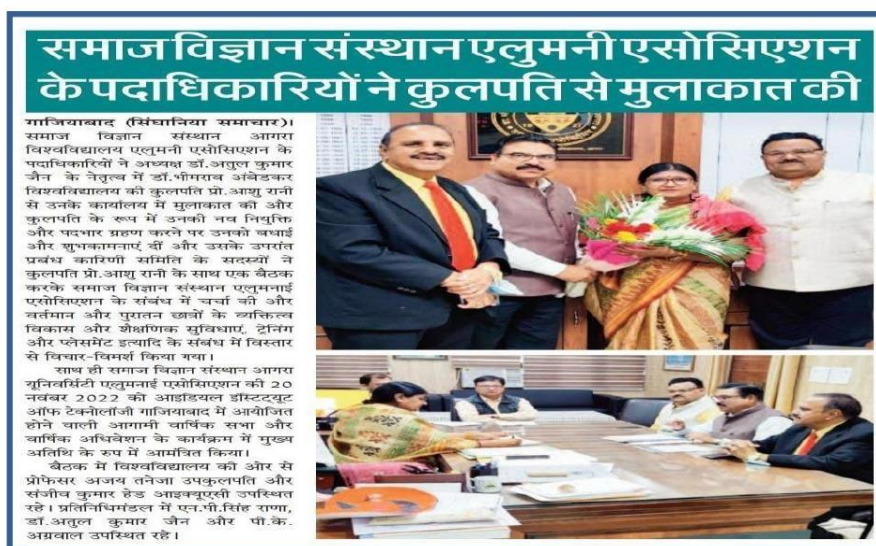 समाज विज्ञान संस्थान एलुमनी एसोसिएशन
के पदाधिकारियों ने कुलपति से मुलाकात की
गाजियाबाद (सिंघानिया समाचार)।
समाज विज्ञान संस्थान आगरा
विश्वविद्यालय एलुमनी एसोसिएशन के
पदाधिकारियों ने अध्यक्ष डॉ.अतुल कुमार
जैन के नेतृत्व में डॉ.भीमराव अंबेडकर
विश्वविद्यालय की कुलपति प्रो.आशु रानी
से उनके कार्यालय में मुलाकात की और
कुलपति के रूप में उनकी नव नियुक्ति
और पदभार ग्रहण करने पर उनको बधाई
और शुभकामनाएं दीं और उसके उपरांत
प्रबंध कारिणी समिति के सदस्यों ने
कुलपति प्रो.आशु रानी के साथ एक बैठक
करके समाज विज्ञान संस्थान एलुमनाई
एसोसिएशन के संबंध में चर्चा की और
वर्तमान और पुरातन छात्रों के व्यक्तित्व
विकास और शैक्षणिक सुविधाएं, ट्रेनिंग
और प्लेसमेंट इत्यादि के संबंध में विस्तार
से विचार-विमर्श किया गया।
साथ ही समाज विज्ञान संस्थान आगरा
यूनिवर्सिटी एलुमनाई एसोसिएशन की 20
नवंबर 2022 को आइडियल इंस्टिट्यूट
ऑफ टेक्नोलॉजी गाजियाबाद में आयोजित
होने वाली आगामी वार्षिक सभा और
वार्षिक अधिवेशन के कार्यक्रम में मुख्य
अतिथि के रुप में आमंत्रित किया।
बैठक में विश्वविद्यालय की ओर से
प्रोफेसर अजय तनेजा उपकुलपति और
संजीव कुमार हेड आइक्यूएसी उपस्थित
रहे। प्रतिनिधिमंडल में एन.पी.सिंह राणा,
डॉ.अतुल कुमार जैन और पी.के.
अग्रवाल उपस्थित रहे।